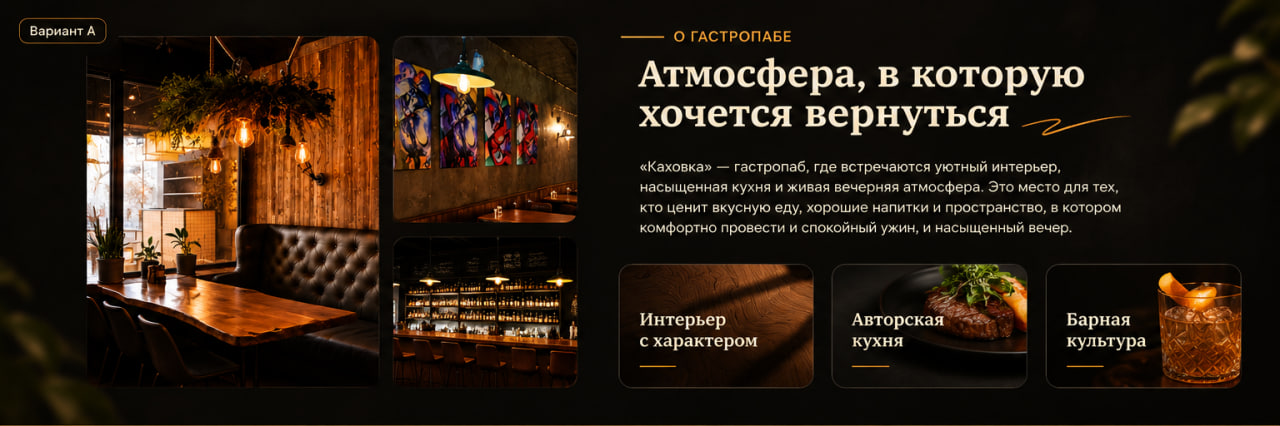 Вариант А
О ГАСТРОПАБЕ
Атмосфера, в которую
хочется вернуться
«Каховка» — гастропаб, где встречаются уютный интерьер,
насыщенная кухня и живая вечерняя атмосфера. Это место для тех,
кто ценит вкусную еду, хорошие напитки и пространство, в котором
комфортно провести и спокойный ужин, и насыщенный вечер.
Интерьер
с характером
Авторская
кухня
Барная
культура